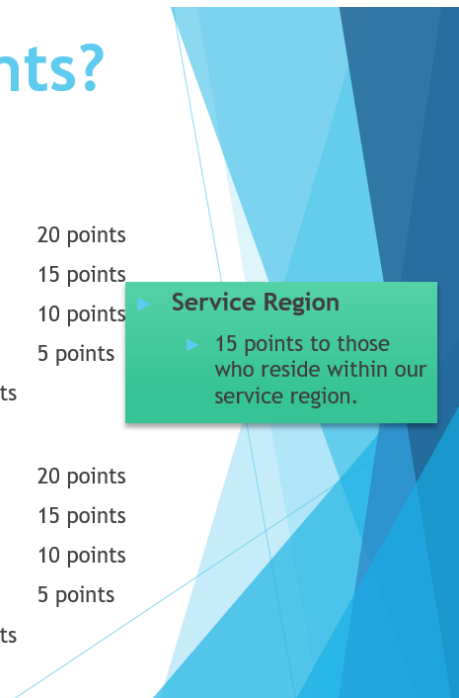 nts?
20 points
15 points
10 points
5 points
ts
Service Region
15 points to those
who reside within our
service region.
20 points
15 points
10 points
5 points
ts